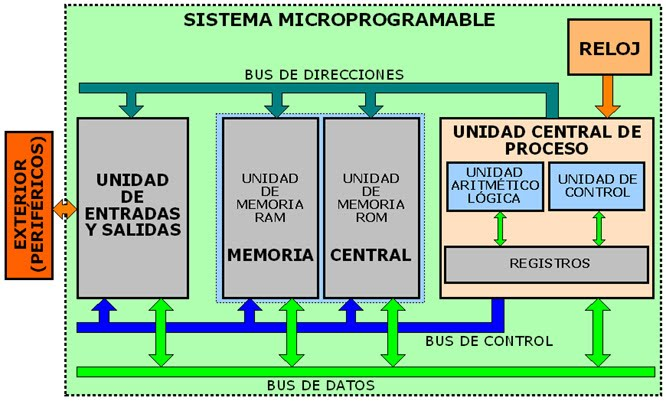 SISTEMA MICROPROGRAMABLE
RELOJ
BUS DE DIRECCIONES
EXTERIOR
(PERIFÉRICOS)
UNIDAD
DE
ENTRADAS
Y SALIDAS
UNIDAD
DE
MEMORIA
RAM
MEMORIA
UNIDAD
DE
MEMORIA
ROM
CENTRAL
UNIDAD CENTRAL DE
PROCESO
UNIDAD
ARITMÉTICO
LÓGICA
UNIDAD DE
CONTROL
REGISTROS
BUS DE CONTROL
BUS DE DATOS